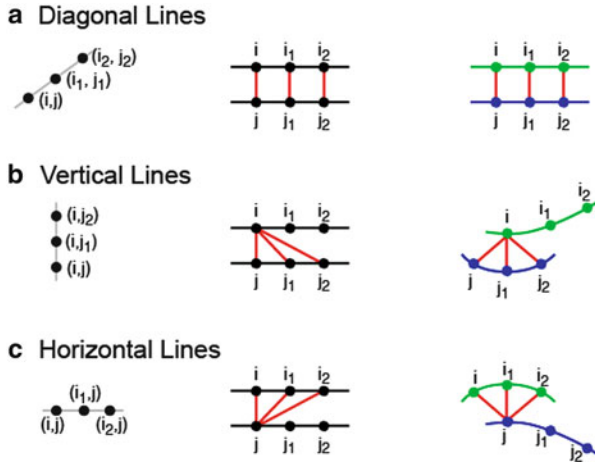 a Diagonal Lines
(i₂, j₂)
(i₁, j₁)
(i,j)
i i₁ i₂
j j₁ j₂
i i₁ i₂
j j₁ j₂
b Vertical Lines
(i,j₂)
(i,j₁)
(i,j)
i i₁ i₂
j j₁ j₂
i i₁ i₂
j j₁ j₂
c Horizontal Lines
(i₁,j)
(i,j) (i₂,j)
i i₁ i₂
j j₁ j₂
i i₁ i₂
j j₁ j₂